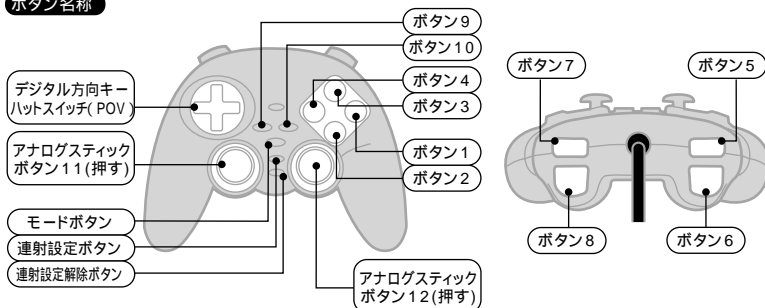 ボタン名称
ボタン9
ボタン10
ボタン4
ボタン3
デジタル方向キー
ハットスイッチ(POV)
アナログスティック
ボタン11(押す)
ボタン1
ボタン2
モードボタン
連射設定ボタン
連射設定解除ボタン
アナログスティック
ボタン12(押す)
ボタン7
ボタン5
ボタン8
ボタン6